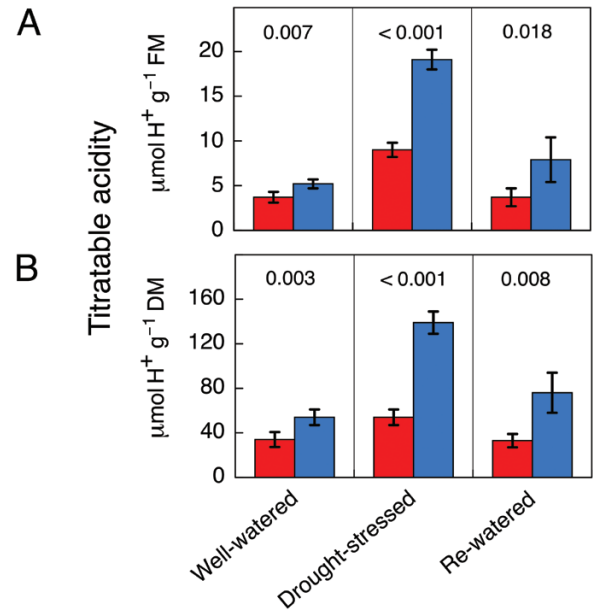 A
Titratable acidity
μmol H⁺ g⁻¹ FM
0.007 < 0.001 0.018
20
15
10
5
0
B
μmol H⁺ g⁻¹ DM
0.003 <0.001 0.008
160
120
80
40
0
Well-watered
Drought-stressed
Re-watered